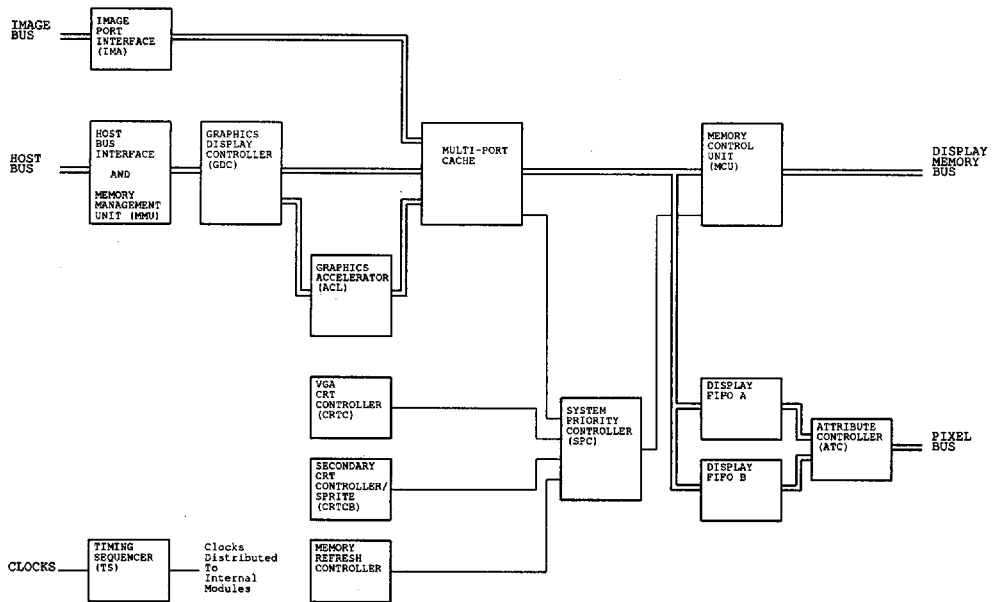 IMAGE
BUS
IMAGE
PORT
INTERFACE
(IMA)
HOST
BUS
HOST
BUS
INTERFACE
AND
MEMORY
MANAGEMENT
UNIT (MMU)
GRAPHICS
DISPLAY
CONTROLLER
(GDC)
MULTI-PORT
CACHE
MEMORY
CONTROL
UNIT
(MCU)
DISPLAY
MEMORY
BUS
GRAPHICS
ACCELERATOR
(ACL)
VGA
CRT
CONTROLLER
(CRTC)
SYSTEM
PRIORITY
CONTROLLER
(SPC)
DISPLAY
FIFO A
ATTRIBUTE
CONTROLLER
(ATC)
PIXEL
BUS
SECONDARY
CRT
CONTROLLER/
SPRITE
(CRTCB)
DISPLAY
FIFO B
CLOCKS
TIMING
SEQUENCER
(TS)
Clocks
Distributed
To
Internal
Modules
MEMORY
REFRESH
CONTROLLER